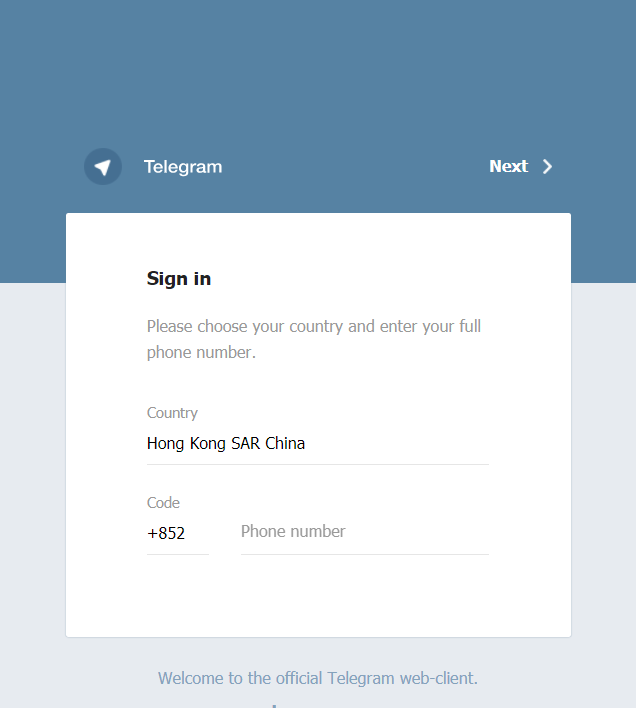 Telegram
Next
Sign in
Please choose your country and enter your full
phone number.
Country
Hong Kong SAR China
Code
+852
Phone number
Welcome to the official Telegram web-client.